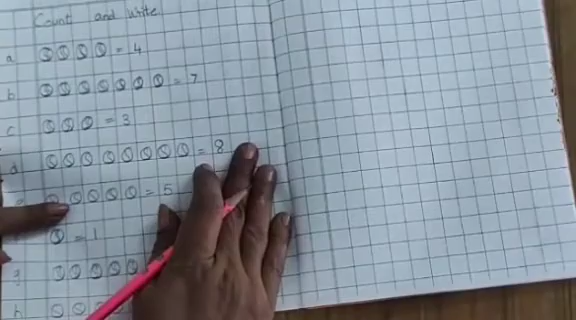 Count and Write.
a = 4
b = 7
c = 3
d = 8
e = 5
= 1
g
h